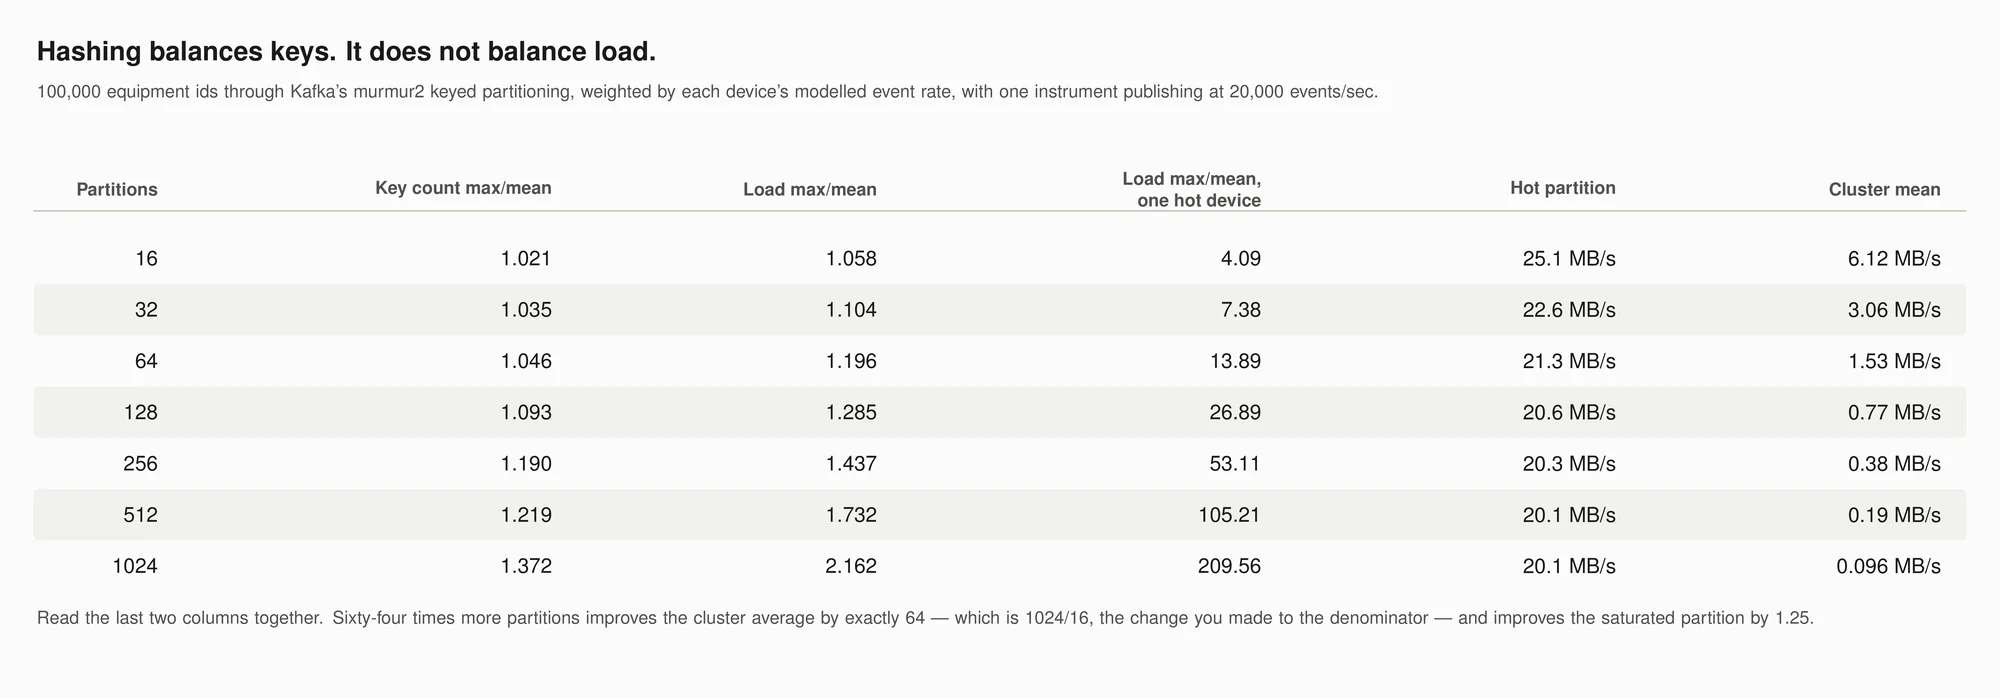 Hashing balances keys. It does not balance load.
100,000 equipment ids through Kafka’s murmur2 keyed partitioning, weighted by each device’s modelled event rate, with one instrument publishing at 20,000 events/sec.
Partitions Key count max/mean Load max/mean Load max/mean, one hot device Hot partition Cluster mean
16 1.021 1.058 4.09 25.1 MB/s 6.12 MB/s
32 1.035 1.104 7.38 22.6 MB/s 3.06 MB/s
64 1.046 1.196 13.89 21.3 MB/s 1.53 MB/s
128 1.093 1.285 26.89 20.6 MB/s 0.77 MB/s
256 1.190 1.437 53.11 20.3 MB/s 0.38 MB/s
512 1.219 1.732 105.21 20.1 MB/s 0.19 MB/s
1024 1.372 2.162 209.56 20.1 MB/s 0.096 MB/s
Read the last two columns together. Sixty-four times more partitions improves the cluster average by exactly 64 — which is 1024/16, the change you made to the denominator — and improves the saturated partition by 1.25.